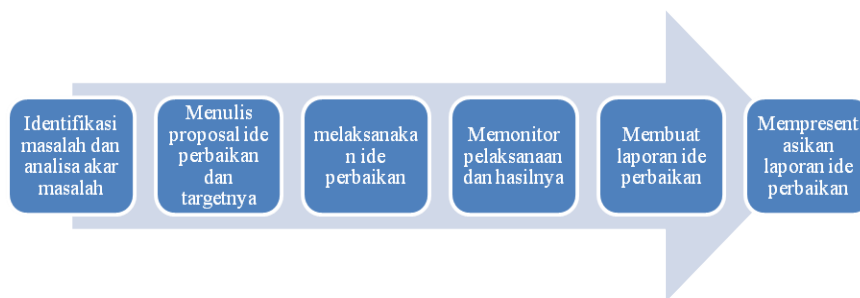 Identifikasi
masalah dan
analisa akar
masalah
Menulis
proposal ide
perbaikan
dan
targetnya
melaksanaka
n ide
perbaikan
Memonitor
pelaksanaan
dan hasilnya
Membuat
laporan ide
perbaikan
Mempresent
asikan
laporan ide
perbaikan